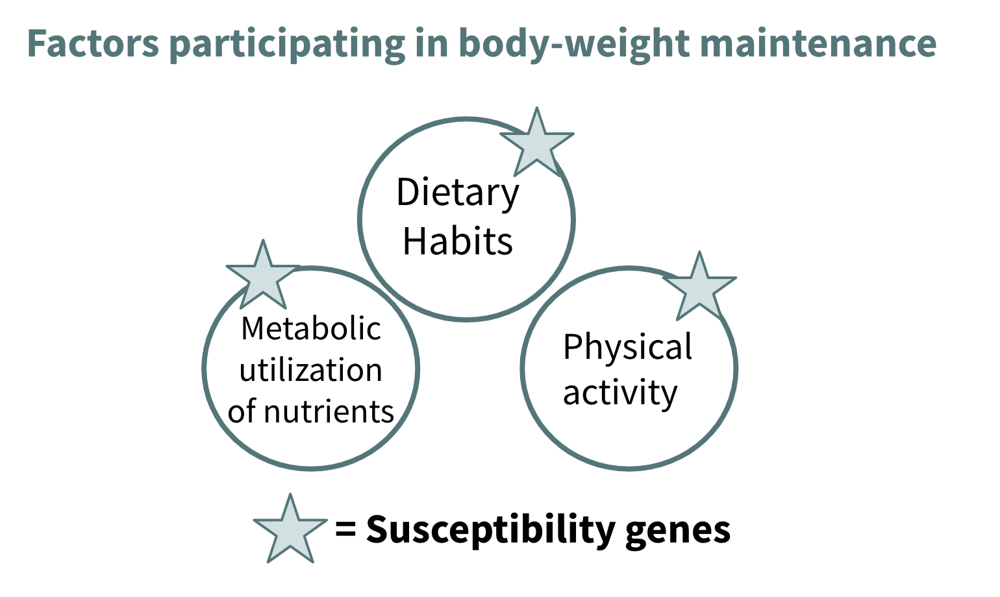 Factors participating in body-weight maintenance
Dietary
Habits
Metabolic
utilization
of nutrients
Physical
activity
= Susceptibility genes